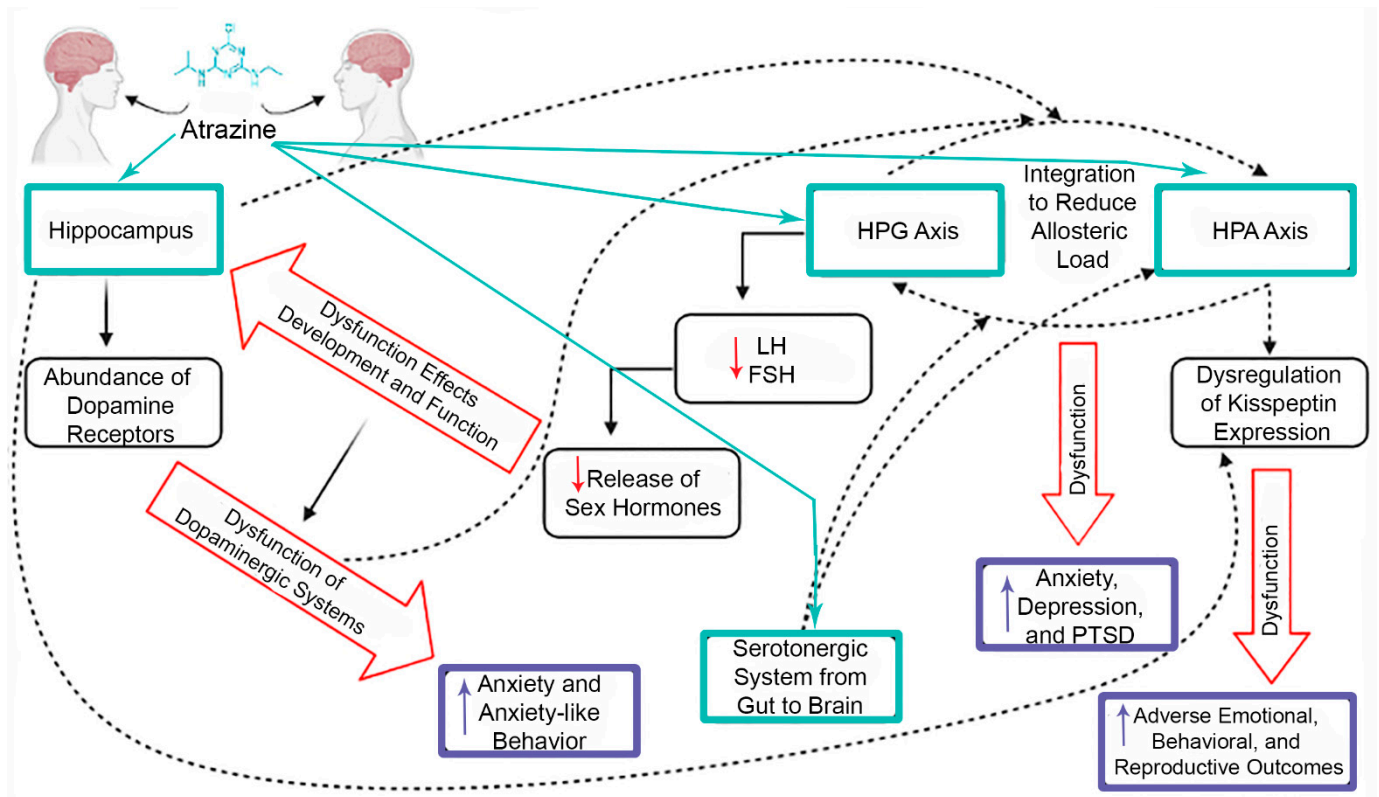 Cl
N
N
N
N
H
N
H
Atrazine
Hippocampus
HPG Axis
Integration
to Reduce
Allosteric
Load
HPA Axis
Dysfunction Effects
Development and Function
Abundance of
Dopamine
Receptors
LH
FSH
Dysregulation
of Kisspeptin
Expression
Dysfunction
Release of
Sex Hormones
Dysfunction of
Dopaminergic Systems
Dysfunction
Anxiety,
Depression,
and PTSD
Serotonergic
System from
Gut to Brain
Anxiety and
Anxiety-like
Behavior
Adverse Emotional,
Behavioral, and
Reproductive Outcomes